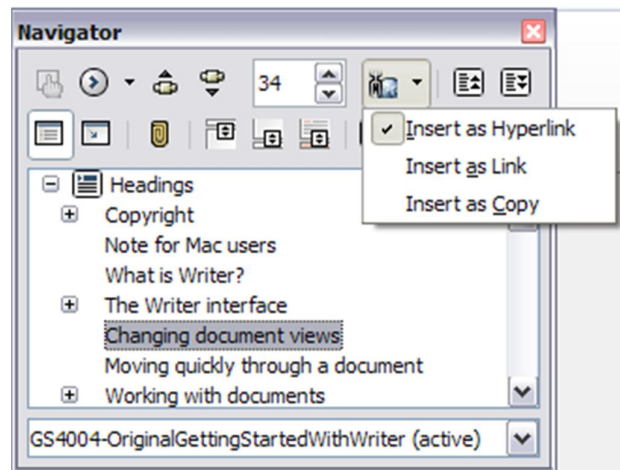 Navigator
34
Insert as Hyperlink
Insert as Link
Insert as Copy
Headings
Copyright
Note for Mac users
What is Writer?
The Writer interface
Changing document views
Moving quickly through a document
Working with documents
GS4004-OriginalGettingStartedWithWriter (active)